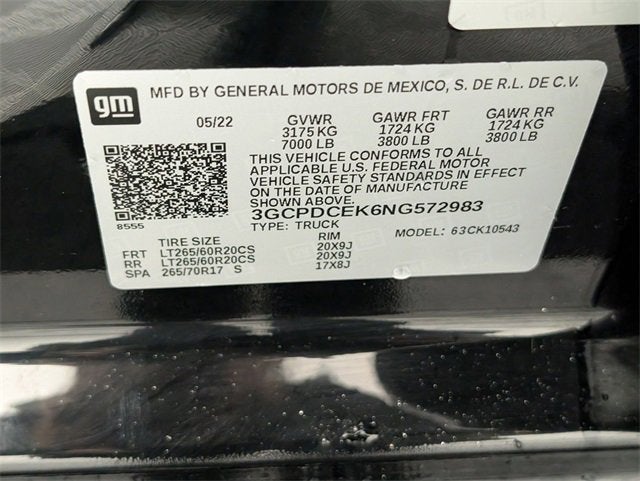 gm MFD BY GENERAL MOTORS DE MEXICO, S. DE R.L. DE C.V.
05/22 GVWR GAWR FRT GAWR RR
3175 KG 1724 KG 1724 KG
7000 LB 3800 LB 3800 LB
THIS VEHICLE CONFORMS TO ALL
APPLICABLE U.S. FEDERAL MOTOR
VEHICLE SAFETY STANDARDS IN EFFECT
ON THE DATE OF MANUFACTURE
SHOWN ABOVE.
3GCPDCEK6NG572983
8555 TYPE: TRUCK MODEL: 63CK10543
TIRE SIZE RIM
FRT LT265/60R20CS 20X9J
RR LT265/60R20CS 20X9J
SPA 265/70R17 S 17X8J